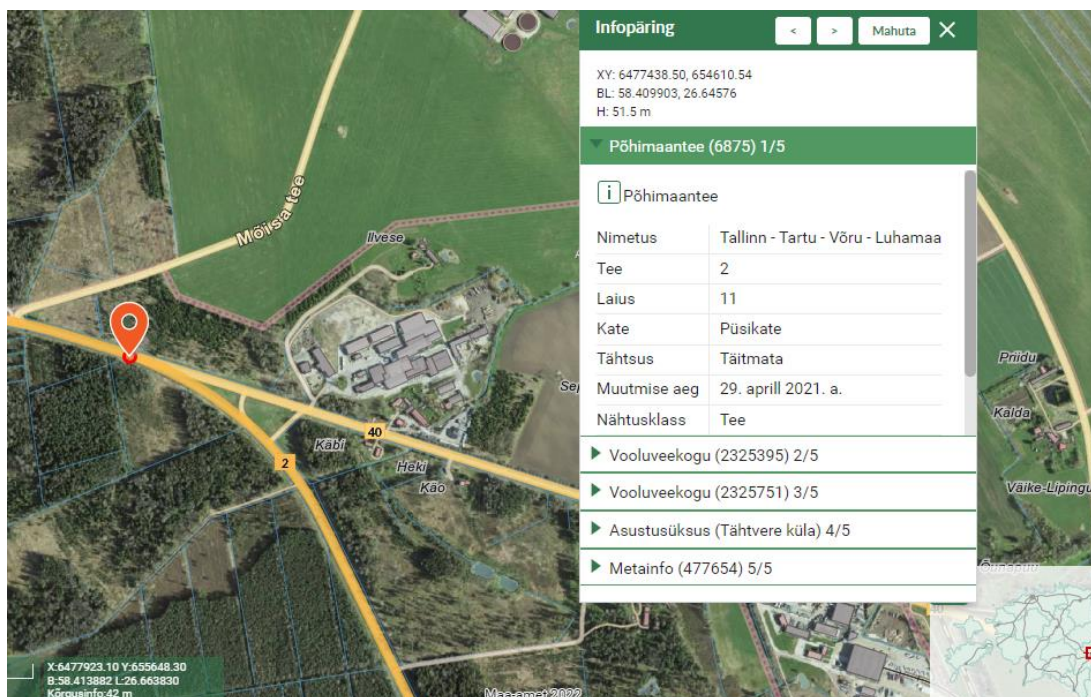 Infopäring
<
>
Mahuta
XY: 6477438.50, 654610.54
BL: 58.409903, 26.64576
H: 51.5 m
Põhimaantee (6875) 1/5
i Põhimaantee
Nimetus Tallinn - Tartu - Võru - Luhamaa
Tee 2
Laius 11
Kate Püsikate
Tähtsus Täitmata
Muutmise aeg 29. aprill 2021. a.
Nähtusklass Tee
Vooluveekogu (2325395) 2/5
Vooluveekogu (2325751) 3/5
Asustusüksus (Tähtvere küla) 4/5
Metainfo (477654) 5/5
Mõisa tee
Ilvese
40
2
Käbi
Heki
Käo
Priidu
Kalda
Väike-Lipingu
40
X:6477923.10 Y:655648.30
B:58.413882 L:26.663830
Kõrgusinfo:42 m
Maa-amet 2022